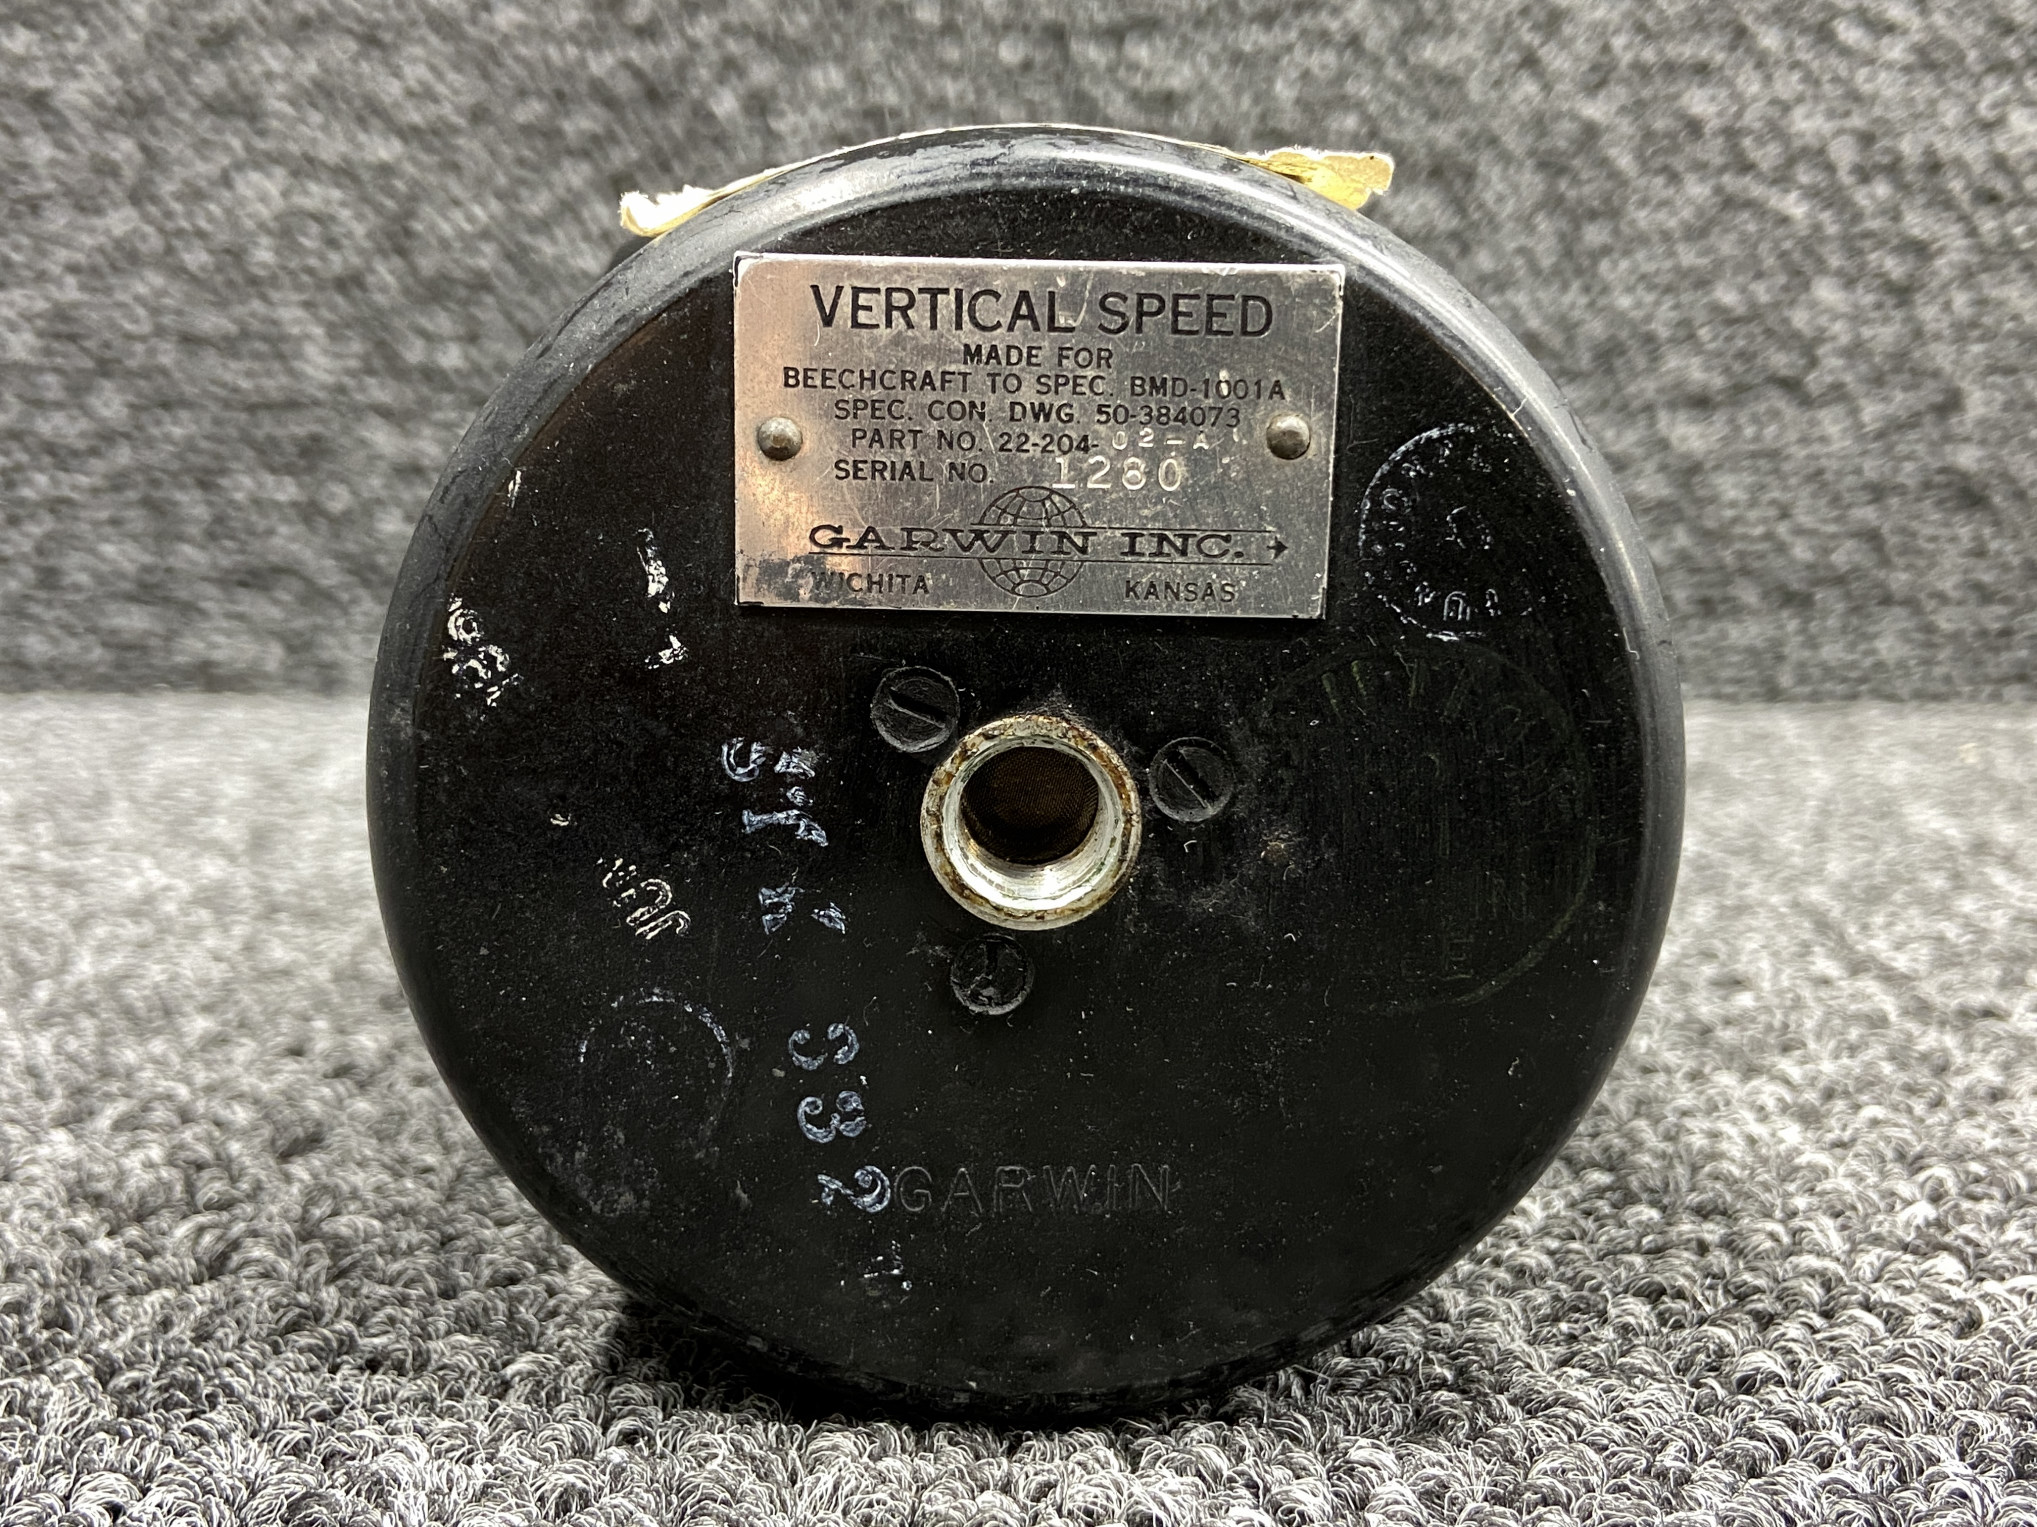 VERTICAL SPEED
MADE FOR
BEECHCRAFT TO SPEC. BMD-1001A
SPEC. CON. DWG. 50-384073
PART NO. 22-204-02-A
SERIAL NO. 1280
GARWIN INC.
WICHITA KANSAS
GARWIN